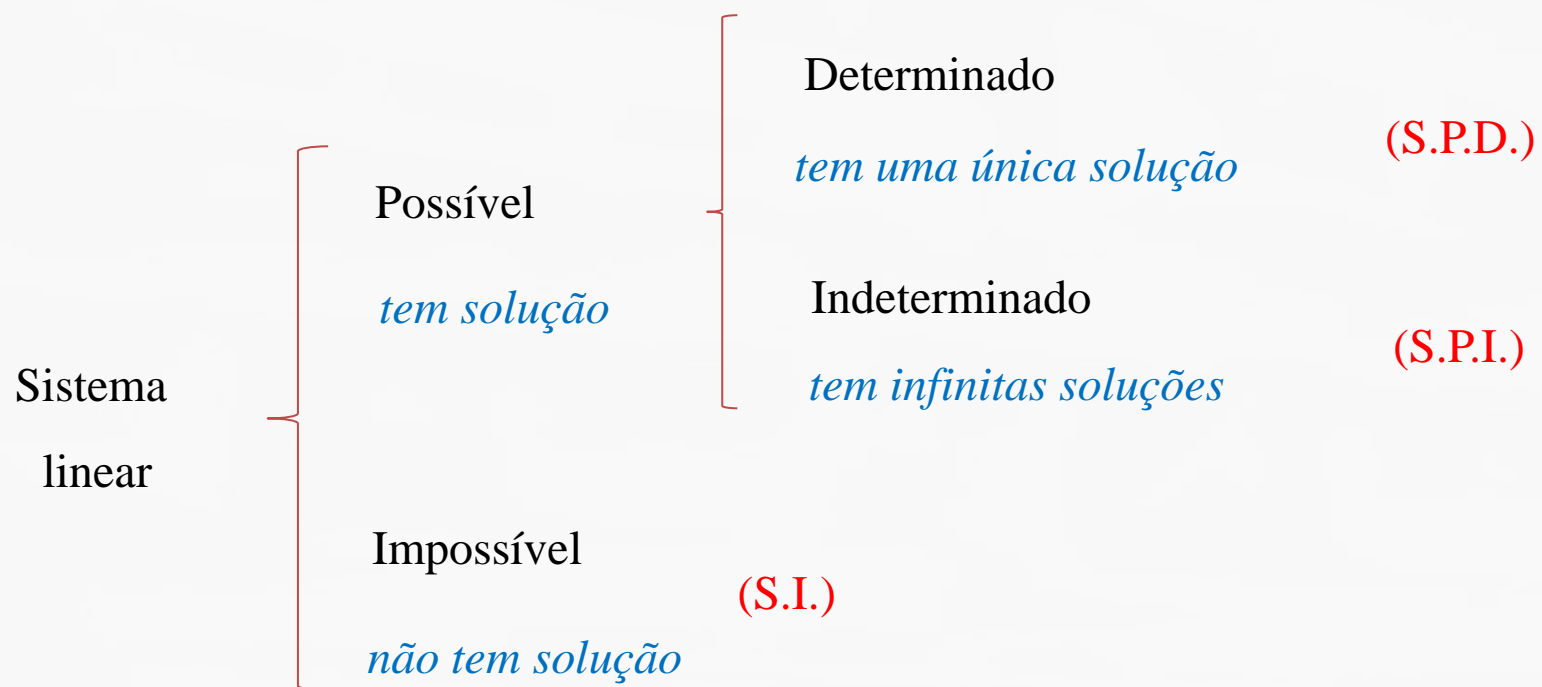 Sistema
linear
Possível
tem solução
Determinado
tem uma única solução
(S.P.D.)
Indeterminado
tem infinitas soluções
(S.P.I.)
Impossível
não tem solução
(S.I.)